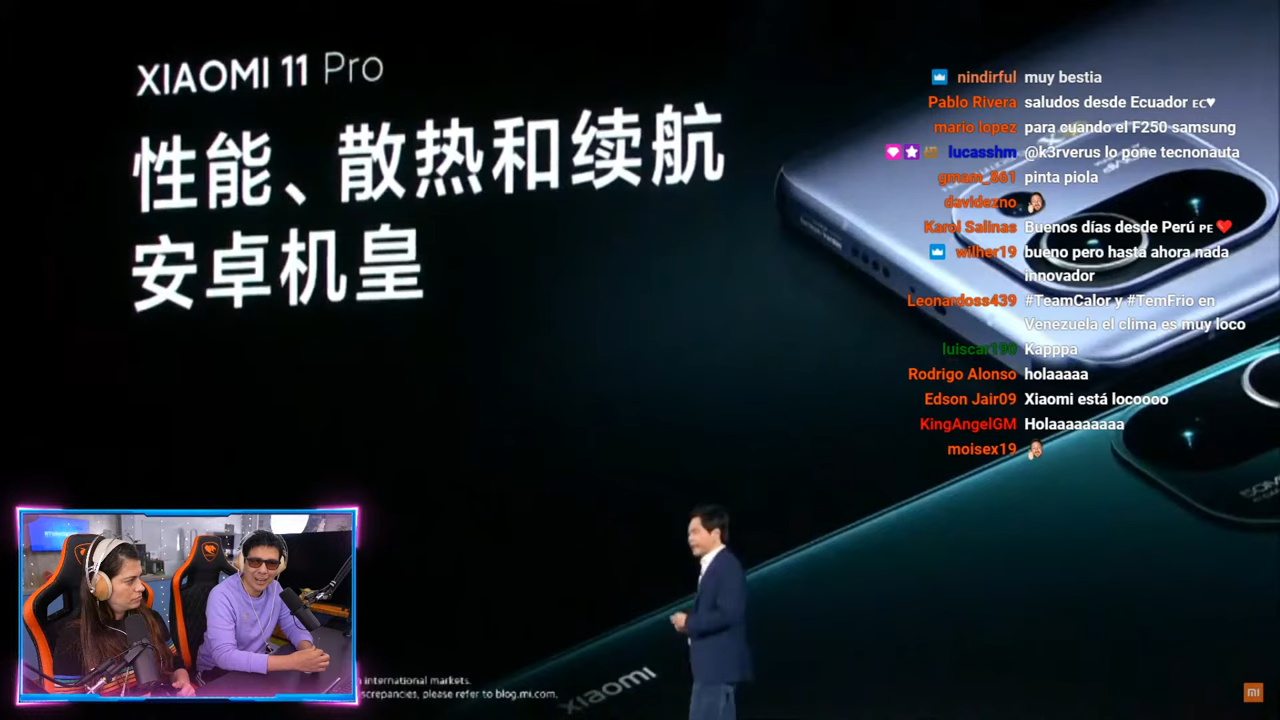 XIAOMI 11 Pro
性能、散热和续航
安卓机皇
nindirful muy bestia
Pablo Rivera saludos desde Ecuador EC♥
mario lopez para cuando el F250 samsung
lucasshm @k3rverus lo pone tecnonauta
gmam_861 pinta piola
davidezno
Karol Salinas Buenos días desde Perú PE ❤
wilher19 bueno pero hasta ahora nada
innovador
Leonardoss439 #TeamCalor y #TemFrio en
Venezuela el clima es muy loco
luiscar190 Kapppa
Rodrigo Alonso holaaaaa
Edson Jair09 Xiaomi está locoooo
KingAngelGM Holaaaaaaaaa
moisex19
international markets.
screpancies, please refer to blog.mi.com.
XIAOMI
50M
MI